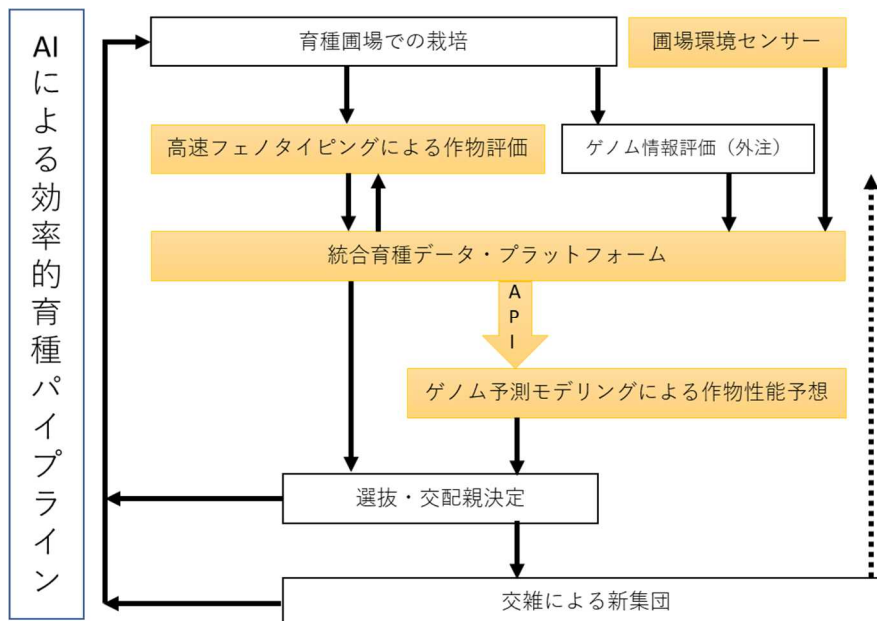 AIによる効率的育種パイプライン
育種圃場での栽培
圃場環境センサー
高速フェノタイピングによる作物評価
ゲノム情報評価（外注）
統合育種データ・プラットフォーム
API
ゲノム予測モデリングによる作物性能予想
選抜・交配親決定
交雑による新集団